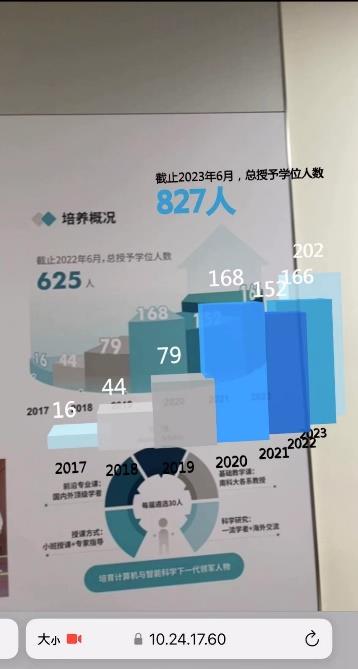 截止2023年6月，总授予学位人数
827人
培养概况
截止2022年6月，总授予学位人数
625人
202
168
152
166
79
44
16
2017
2018
2019
2020
2021
2022
2023
168
152
79
44
16
2017
2018
2020
前沿专业课：
国内外顶级学者
基础教学课：
南科大各系教授
每届遴选30人
授课方式：
小班授课+专家指导
科学研究：
一流学者+海外交流
培育计算机与智能科学下一代领军人物
大小
10.24.17.60